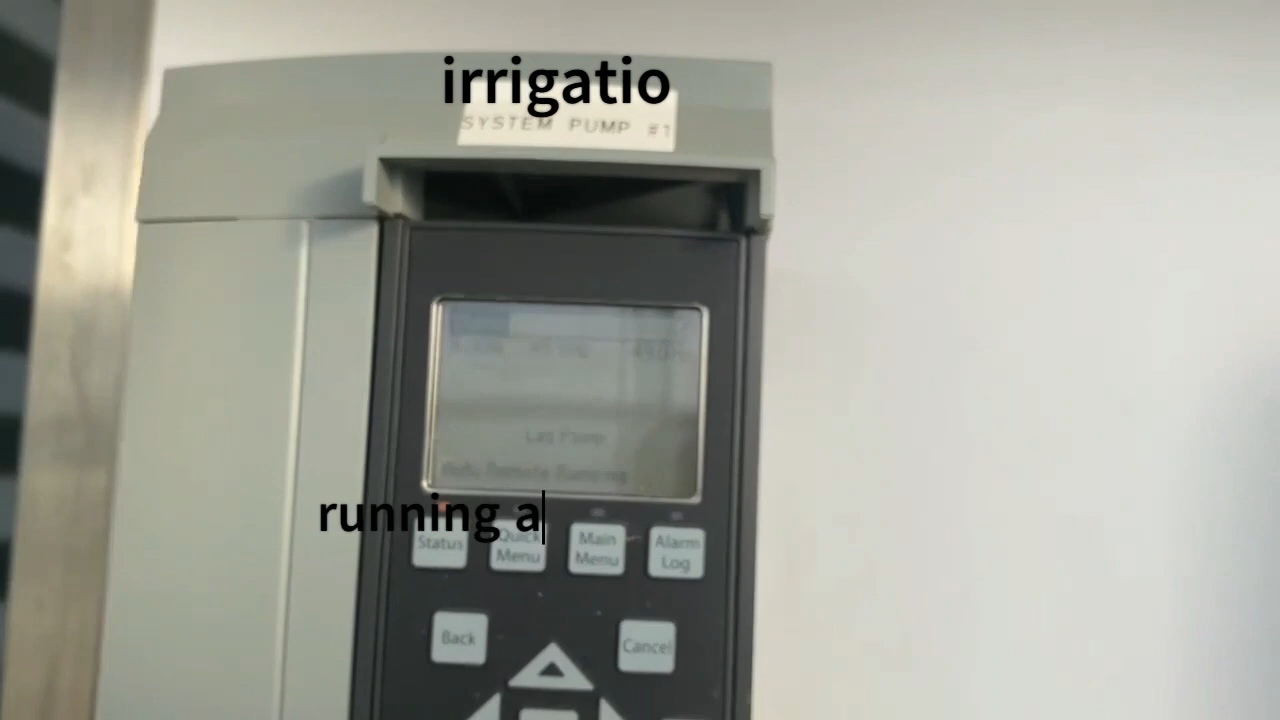 irrigatio
SYSTEM PUMP #1
running a
Status
Quick
Menu
Main
Menu
Alarm
Log
Back
Cancel